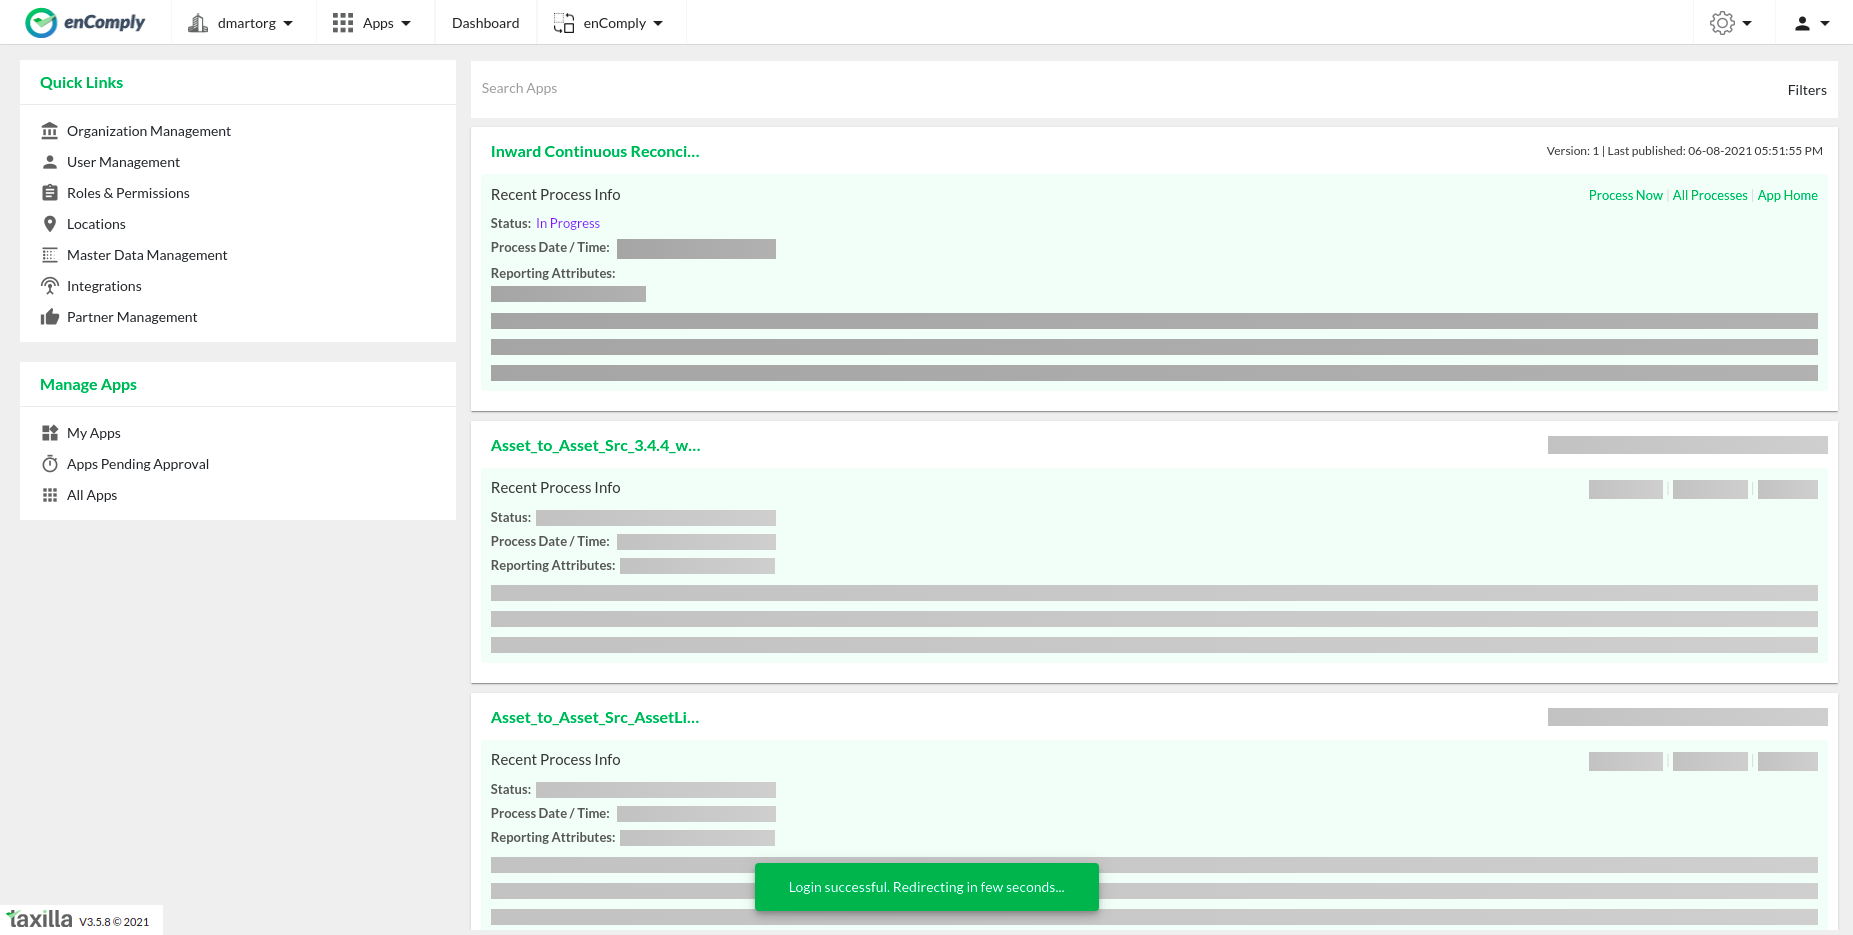 enComply
dmartorg
Apps
Dashboard
enComply
Quick Links
Organization Management
User Management
Roles & Permissions
Locations
Master Data Management
Integrations
Partner Management
Manage Apps
My Apps
Apps Pending Approval
All Apps
Search Apps
Filters
Inward Continuous Reconci...
Version: 1 | Last published: 06-08-2021 05:51:55 PM
Recent Process Info
Process Now | All Processes | App Home
Status: In Progress
Process Date / Time:
Reporting Attributes:
Asset_to_Asset_Src_3.4.4_w...
Recent Process Info
Status:
Process Date / Time:
Reporting Attributes:
Asset_to_Asset_Src_AssetLi...
Recent Process Info
Status:
Process Date / Time:
Reporting Attributes:
Login successful. Redirecting in few seconds...
taxilla V3.5.8 © 2021